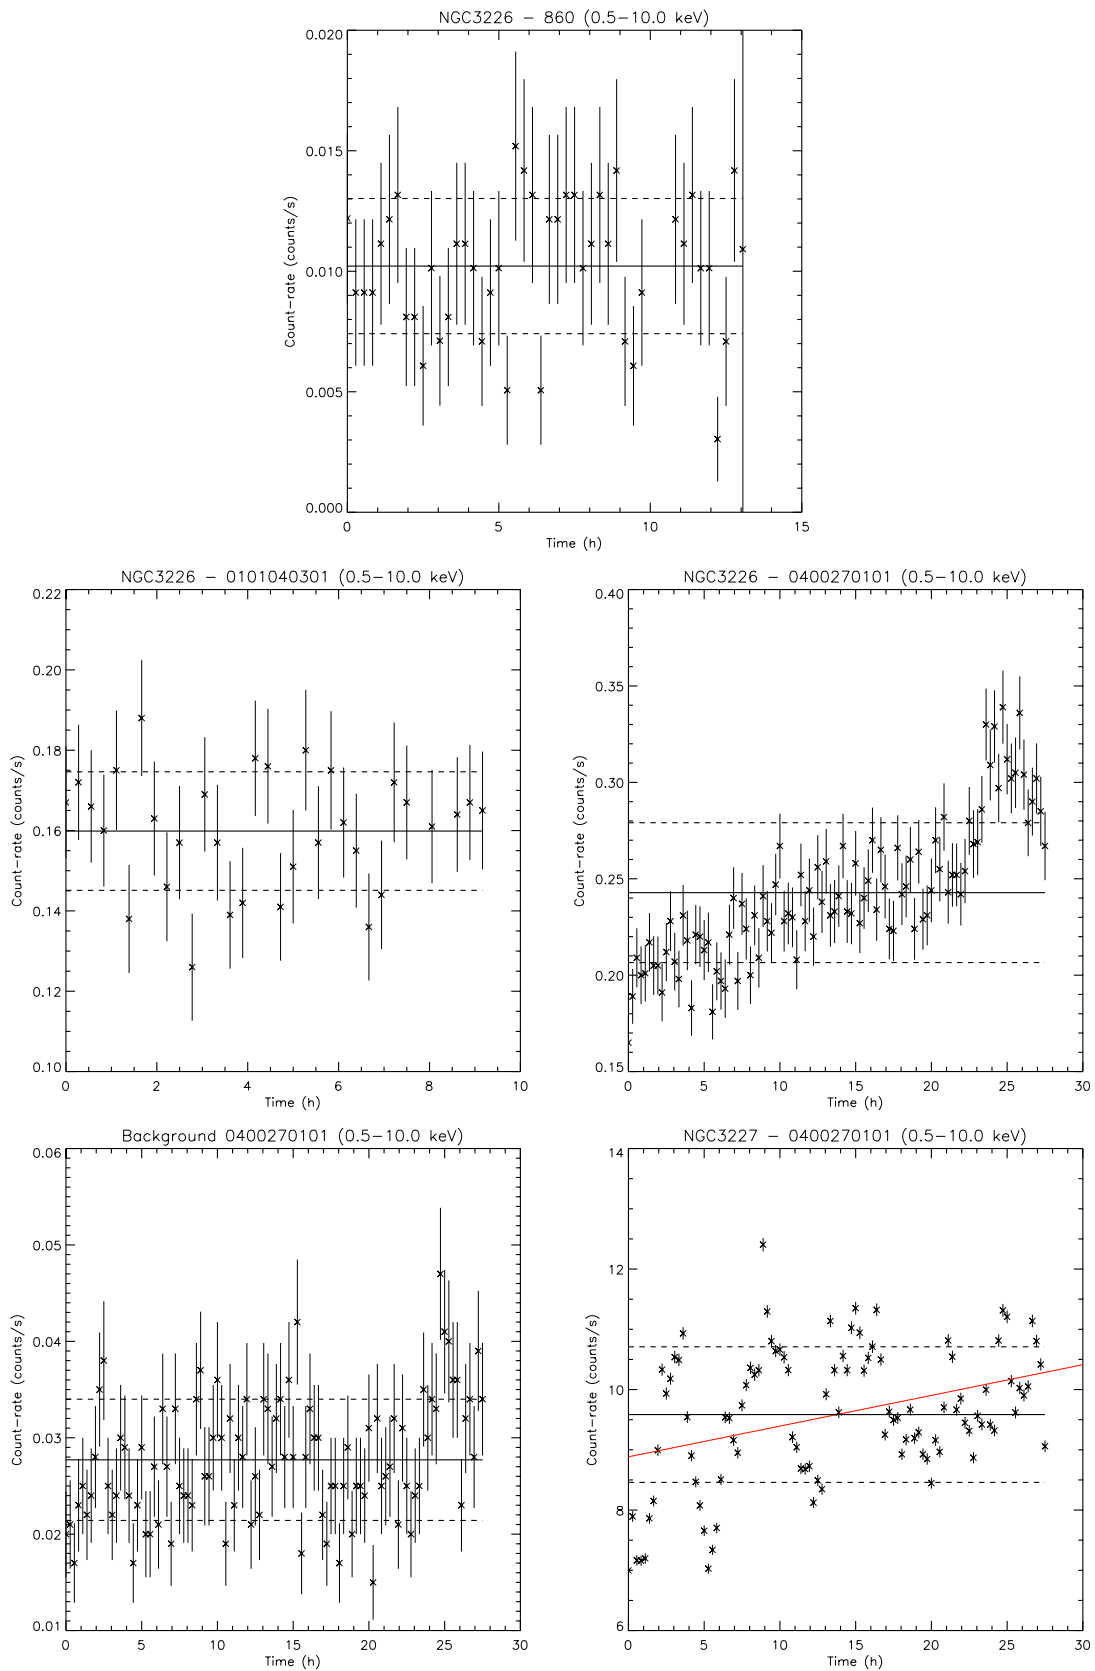 NGC3226 − 860 (0.5−10.0 keV)
Count−rate (counts/s)
0.020
0.015
0.010
0.005
0.000
0 5 10 15
Time (h)
NGC3226 − 0101040301 (0.5−10.0 keV)
Count−rate (counts/s)
0.22
0.20
0.18
0.16
0.14
0.12
0.10
0 2 4 6 8 10
Time (h)
NGC3226 − 0400270101 (0.5−10.0 keV)
Count−rate (counts/s)
0.40
0.35
0.30
0.25
0.20
0.15
0 5 10 15 20 25 30
Time (h)
Background 0400270101 (0.5−10.0 keV)
Count−rate (counts/s)
0.06
0.05
0.04
0.03
0.02
0.01
0 5 10 15 20 25 30
Time (h)
NGC3227 − 0400270101 (0.5−10.0 keV)
Count−rate (counts/s)
14
12
10
8
6
0 5 10 15 20 25 30
Time (h)